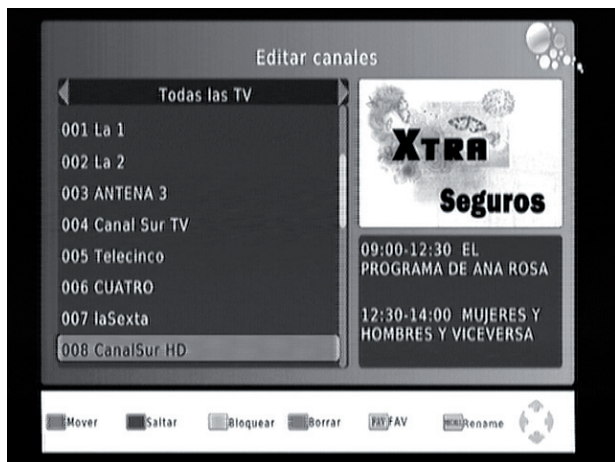 Editar canales
Todas las TV
001 La 1
002 La 2
003 ANTENA 3
004 Canal Sur TV
005 Telecinco
006 CUATRO
007 laSexta
008 CanalSur HD
XTRA
Seguros
09:00-12:30 EL
PROGRAMA DE ANA ROSA
12:30-14:00 MUJERES Y
HOMBRES Y VICEVERSA
Mover Saltar Bloquear Borrar FAV FAV Rename